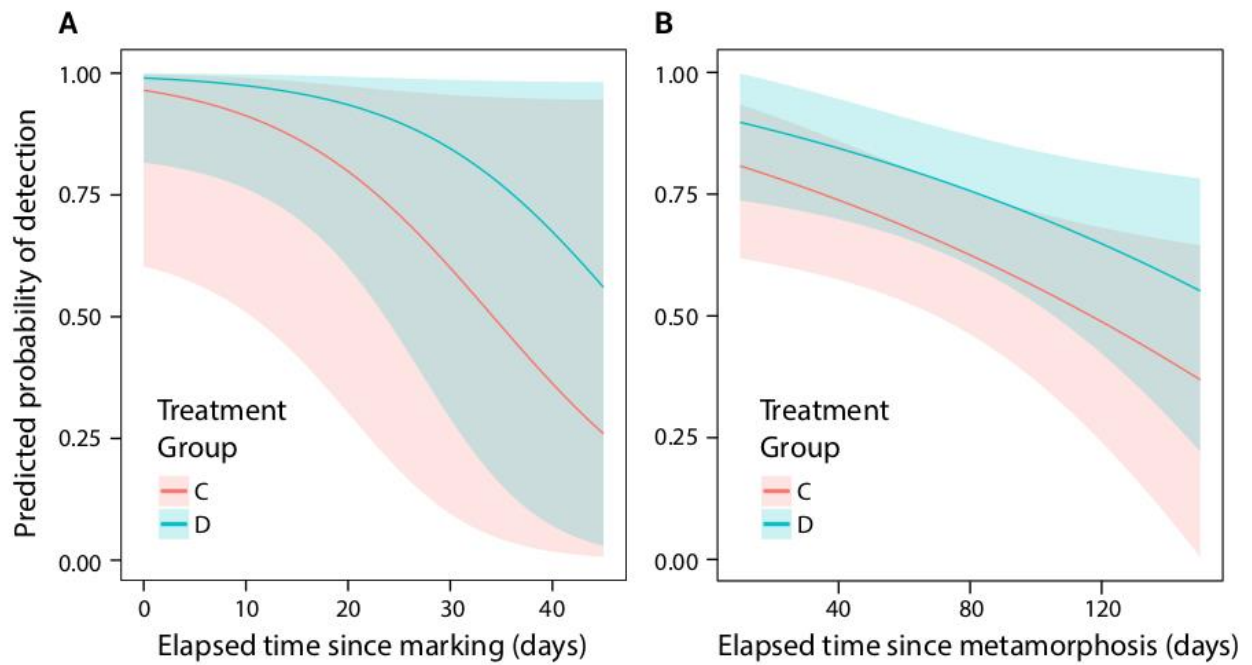 A
Predicted probability of detection
1.00
0.75
0.50
0.25
0.00
Treatment
Group
C
D
0 10 20 30 40
Elapsed time since marking (days)
B
1.00
0.75
0.50
0.25
0.00
Treatment
Group
C
D
40 80 120
Elapsed time since metamorphosis (days)